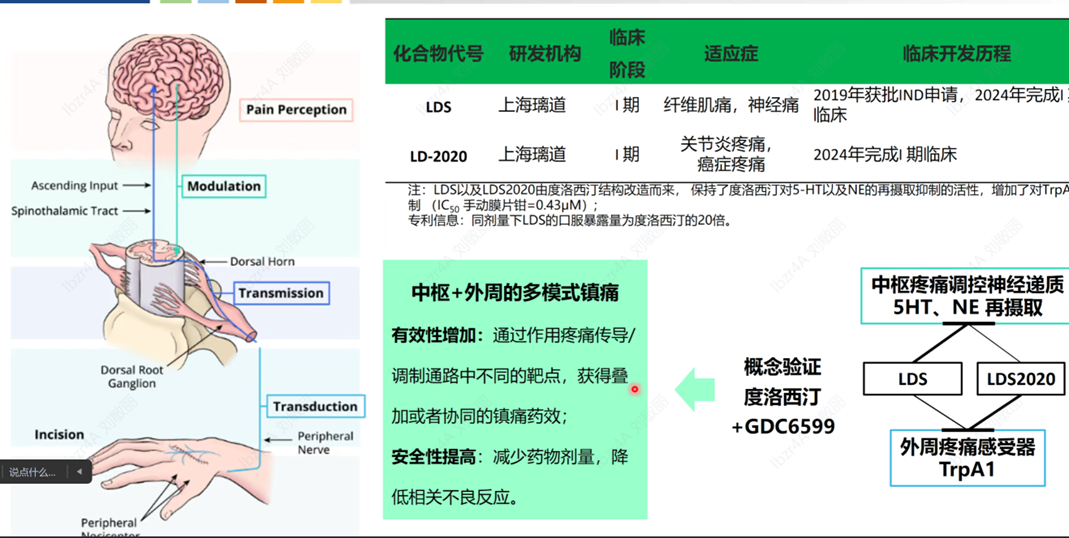 化合物代号 研发机构 临床阶段 适应症 临床开发历程
LDS 上海璃道 I 期 纤维肌痛，神经痛 2019年获批IND申请，2024年完成I
临床
LD-2020 上海璃道 I 期 关节炎疼痛，癌症疼痛 2024年完成I 期临床
注：LDS以及LDS2020由度洛西汀结构改造而来， 保持了度洛西汀对5-HT以及NE的再摄取抑制的活性，增加了对TrpA
制 （IC50 手动膜片钳=0.43μM）;
专利信息：同剂量下LDS的口服暴露量为度洛西汀的20倍。
Pain Perception
Modulation
Ascending Input
Spinothalamic Tract
Dorsal Horn
Transmission
Dorsal Root
Ganglion
Transduction
Incision
Peripheral
Nerve
说点什么...
Peripheral
Nociceptor
中枢+外周的多模式镇痛
有效性增加：通过作用疼痛传导/
调制通路中不同的靶点，获得叠
加或者协同的镇痛药效；
安全性提高：减少药物剂量，降
低相关不良反应。
概念验证
度洛西汀
+GDC6599
中枢疼痛调控神经递质
5HT、NE 再摄取
LDS
LDS2020
外周疼痛感受器
TrpA1
lbzr4A 刘敏丽